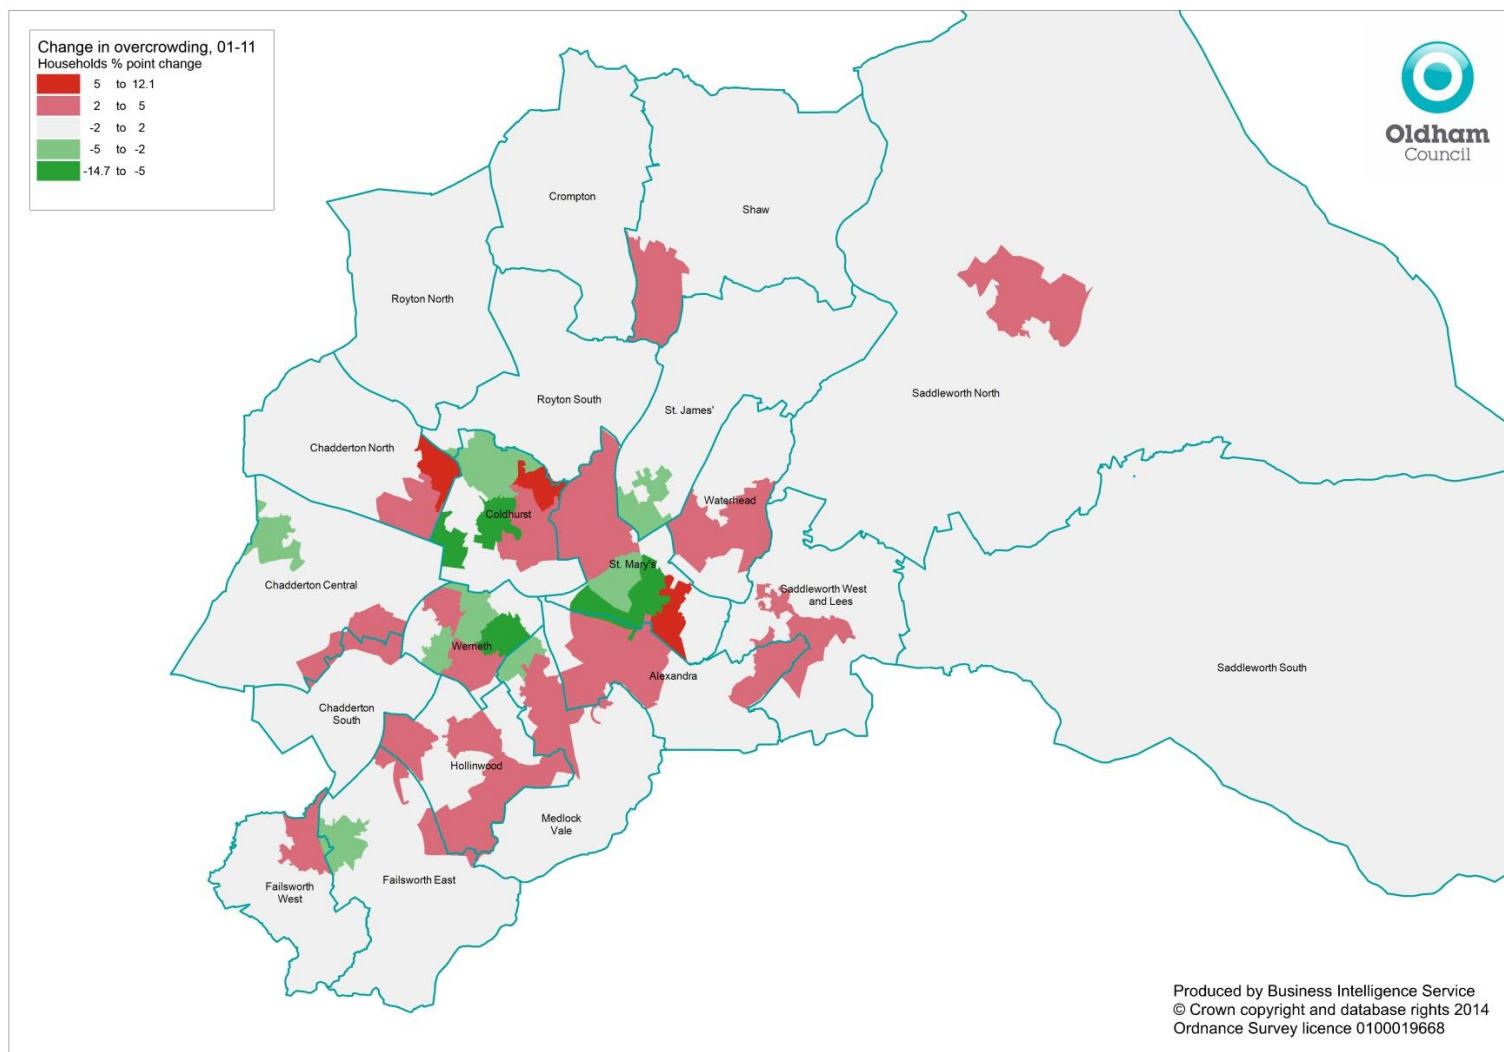 Change in overcrowding, 01-11
Households % point change
5 to 12.1
2 to 5
-2 to 2
-5 to -2
-14.7 to -5
Oldham
Council
Crompton
Shaw
Royton North
Saddleworth North
Royton South
St. James'
Chadderton North
Waterhead
Coldhurst
St. Mary's
Chadderton Central
Saddleworth West
and Lees
Werneth
Saddleworth South
Alexandra
Chadderton
South
Hollinwood
Medlock
Vale
Failsworth East
Failsworth
West
Produced by Business Intelligence Service
© Crown copyright and database rights 2014
Ordnance Survey licence 0100019668